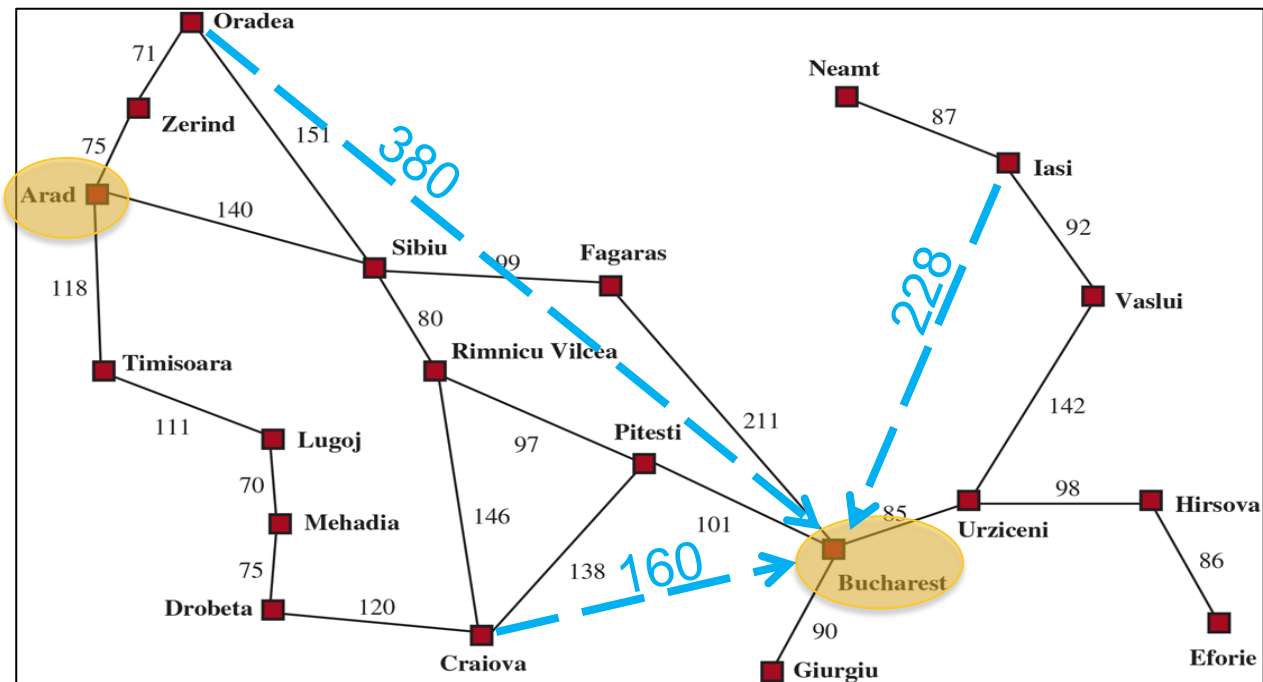 Oradea
71
Neamt
87
Zerind
151
380
75
Iasi
Arad
140
92
Sibiu
Fagaras
99
118
228
Vaslui
80
Timisoara
Rimnicu Vilcea
142
111
211
Lugoj
Pitesti
97
70
98
Mehadia
146
101
85
Urziceni
Hirsova
75
138
160
Bucharest
86
Drobeta
120
90
Craiova
Giurgiu
Eforie